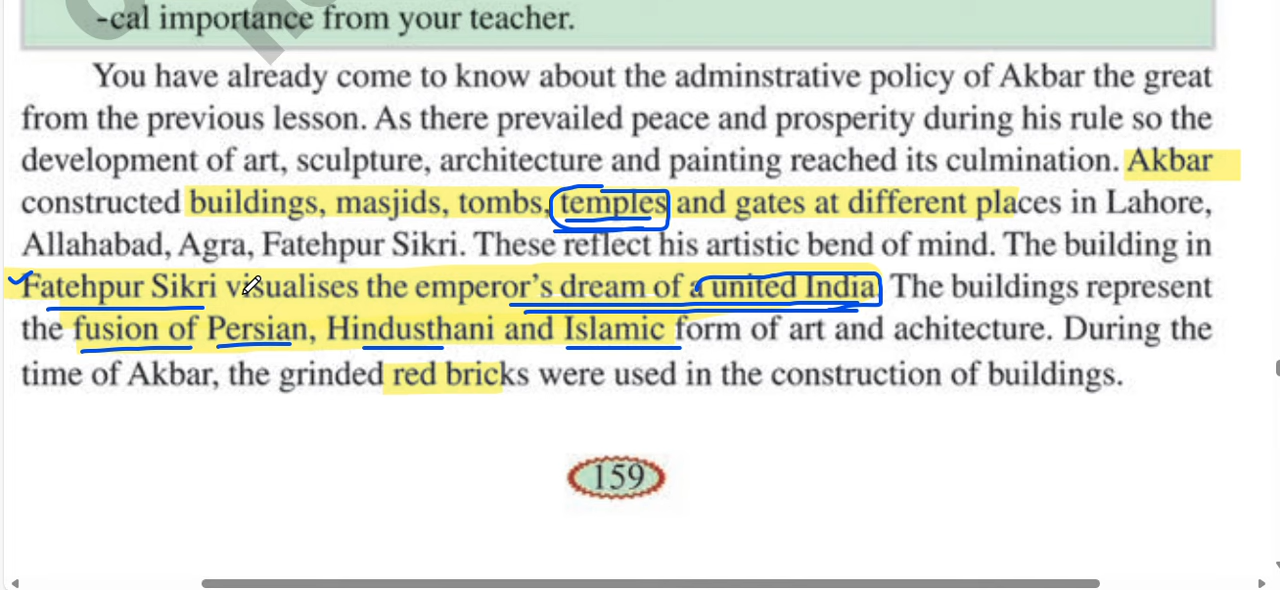 -cal importance from your teacher.
You have already come to know about the adminstrative policy of Akbar the great
from the previous lesson. As there prevailed peace and prosperity during his rule so the
development of art, sculpture, architecture and painting reached its culmination. Akbar
constructed buildings, masjids, tombs, temples and gates at different places in Lahore,
Allahabad, Agra, Fatehpur Sikri. These reflect his artistic bend of mind. The building in
Fatehpur Sikri visualises the emperor's dream of a united India The buildings represent
the fusion of Persian, Hindusthani and Islamic form of art and achitecture. During the
time of Akbar, the grinded red bricks were used in the construction of buildings.
159